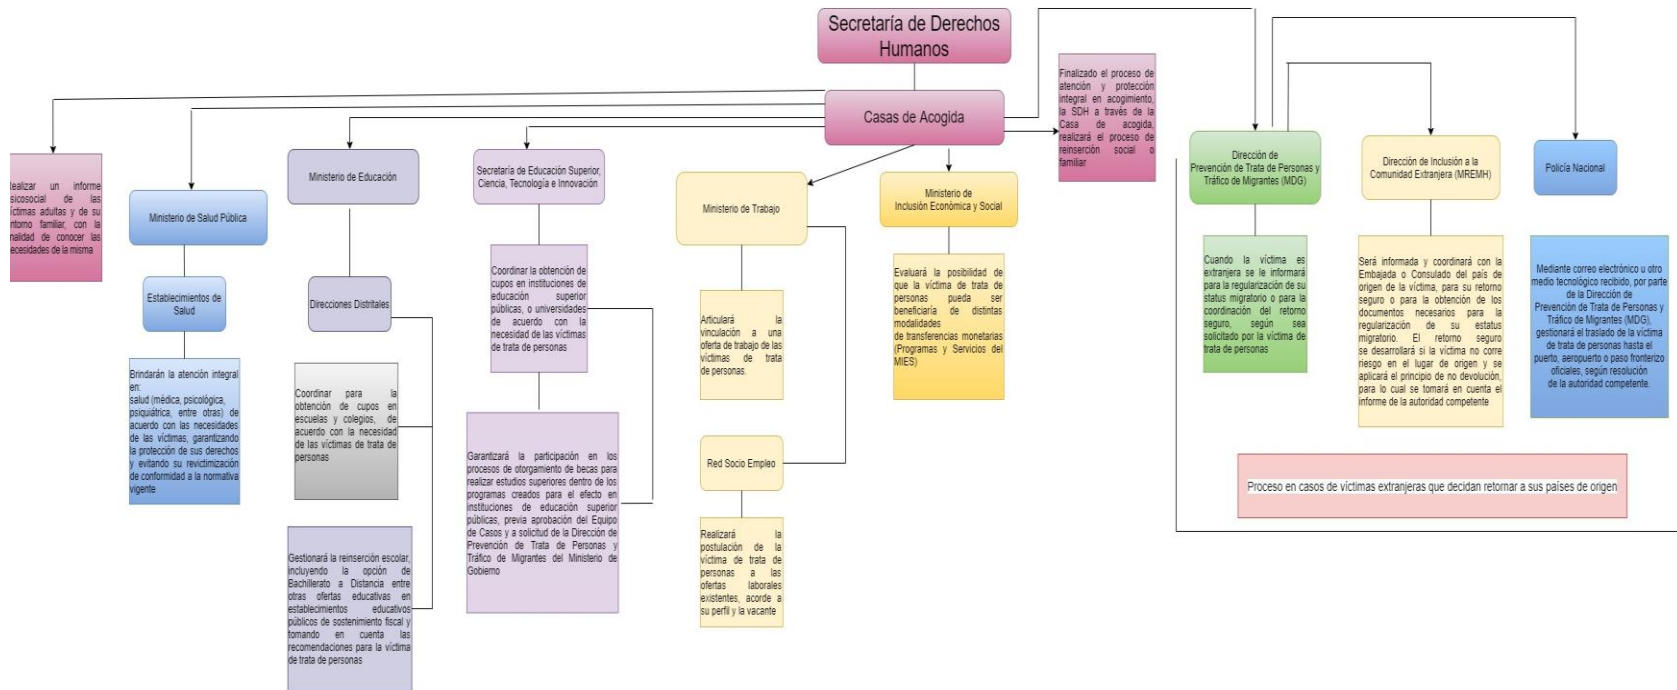 Secretaría de Derechos
Humanos
Casas de Acogida
Finalizado el proceso de
atención y protección
integral en acogimiento,
la SDH a través de la
Casa de acogida,
realizará el proceso de
reinserción social o
familiar
un informe
de las
adultas y de su
familiar, con la
de conocer las
de la misma
Ministerio de Salud Pública
Establecimientos de
Salud
Brindarán la atención integral
en:
salud (médica, psicológica,
psiquiátrica, entre otras) de
acuerdo con las necesidades
de las víctimas, garantizando
la protección de sus derechos
y evitando su revictimización
de conformidad a la normativa
vigente
Ministerio de Educación
Direcciones Distritales
Coordinar para la
obtención de cupos en
escuelas y colegios, de
acuerdo con la necesidad
de las víctimas de trata de
personas
Gestionará la reinserción escolar,
incluyendo la opción de
Bachillerato a Distancia entre
otras ofertas educativas en
establecimientos educativos
públicos de sostenimiento fiscal y
tomando en cuenta las
recomendaciones para la víctima
de trata de personas
Secretaría de Educación Superior,
Ciencia, Tecnología e Innovación,
Coordinar la obtención de
cupos en instituciones de
educación superior
públicas, o universidades
de acuerdo con la
necesidad de las víctimas
de trata de personas
Garantizará la participación en los
procesos de otorgamiento de becas para
realizar estudios superiores dentro de los
programas creados para el efecto en
instituciones de educación superior
públicas, previa aprobación del Equipo
de Casos y a solicitud de la Dirección de
Prevención de Trata de Personas y
Tráfico de Migrantes del Ministerio de
Gobierno
Ministerio de Trabajo
Articulará la
vinculación a una
oferta de trabajo de las
víctimas de trata
de personas.
Red Socio Empleo
Realizará la
postulación de la
víctima de trata de
personas a las
ofertas laborales
existentes, acorde a
su perfil y la vacante
Ministerio de
Inclusión Económica y Social
Evaluará la posibilidad de
que la víctima de trata de
personas pueda ser
beneficiaría de distintas
modalidades
de transferencias monetarias
(Programas y Servicios del
MIES)
Dirección de
Prevención de Trata de Personas y
Tráfico de Migrantes (MDG)
Cuando la víctima es
extranjera se le informará
para la regularización de su
status migratorio o para la
coordinación del retorno
seguro, según sea
solicitado por la víctima de
trata de personas
Dirección de Inclusión a la
Comunidad Extranjera (MREMH)
Será informada y coordinará con la
Embajada o Consulado del país de
origen de la víctima, para su retorno
seguro o para la obtención de los
documentos necesarios para la
regularización de su estatus
migratorio. El retorno seguro
se desarrollará si la víctima no corre
riesgo en el lugar de origen y se
aplicará el principio de no devolución,
para lo cual se tomará en cuenta el
informe de la autoridad competente
Policía Nacional
Mediante correo electrónico u otro
medio tecnológico recibido, por parte
de la Dirección de
Prevención de Trata de Personas y
Tráfico de Migrantes (MDG),
gestionará el traslado de la víctima
de trata de personas hasta el
puerto, aeropuerto o paso fronterizo
oficiales, según resolución
de la autoridad competente.
Proceso en casos de víctimas extranjeras que decidan retornar a sus países de origen